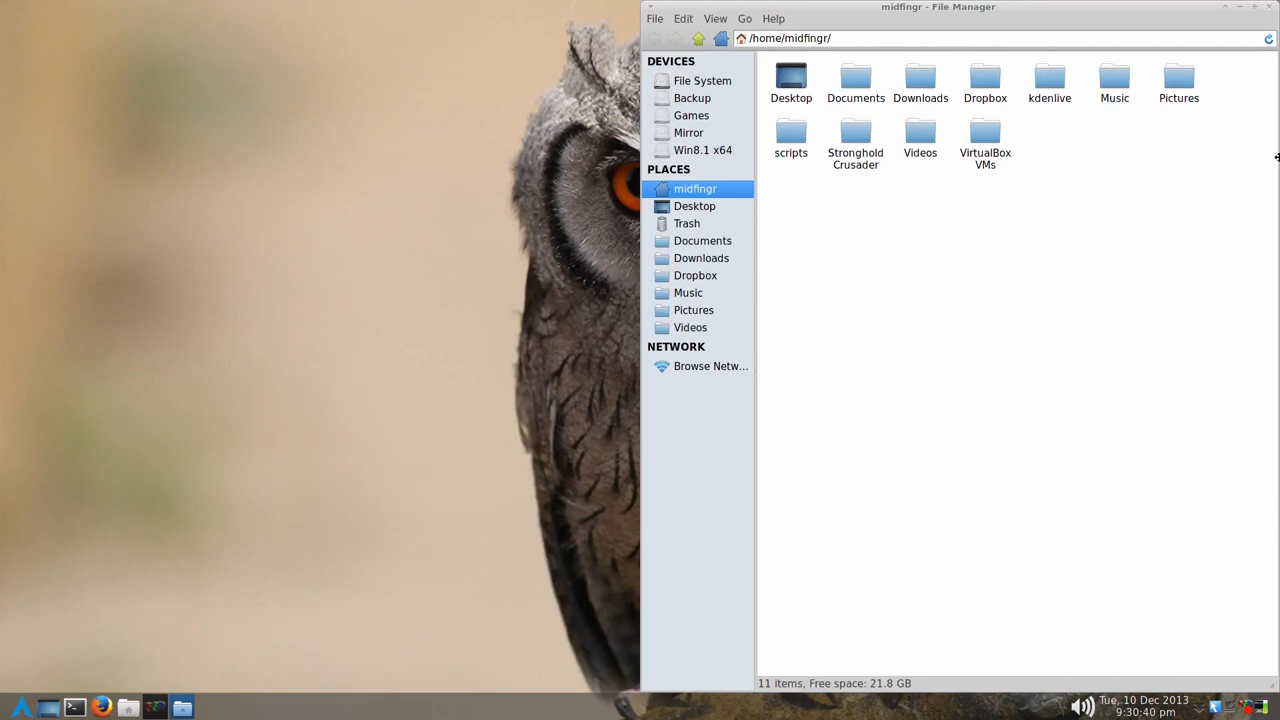 midfingr - File Manager
File Edit View Go Help
/home/midfingr/
DEVICES
File System
Backup
Games
Mirror
Win8.1 x64
PLACES
midfingr
Desktop
Trash
Documents
Downloads
Dropbox
Music
Pictures
Videos
NETWORK
Browse Netw...
Desktop Documents Downloads Dropbox kdenlive Music Pictures
scripts Stronghold Crusader Videos VirtualBox VMs
11 items, Free space: 21.8 GB
Tue, 10 Dec 2013
9:30:40 pm